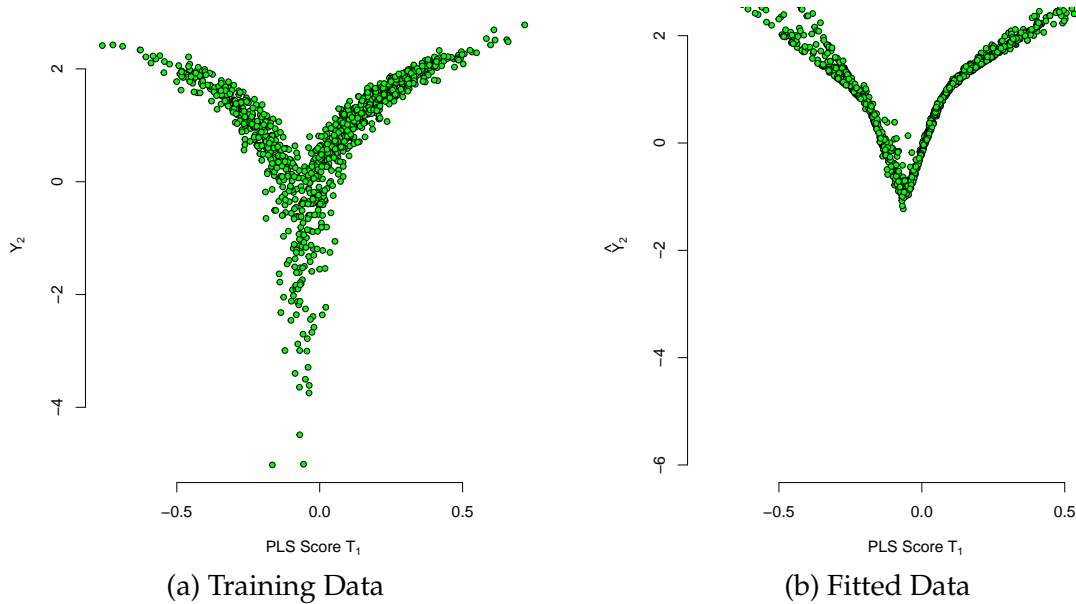 2
0
−2
−4
Y₂
−0.5 0.0 0.5
PLS Score T₁
(a) Training Data
2
0
−2
−4
−6
Ŷ₂
−0.5 0.0 0.5
PLS Score T₁
(b) Fitted Data